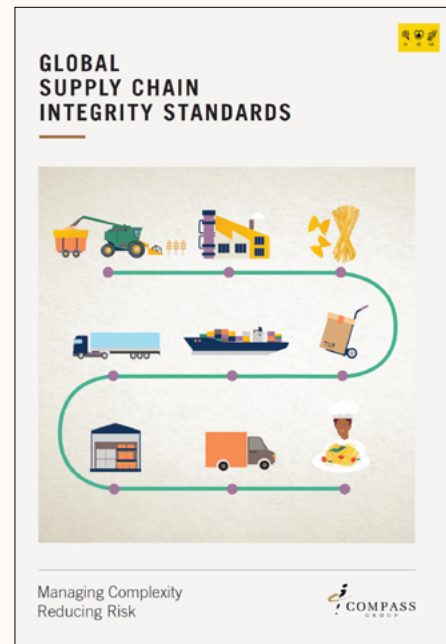 GLOBAL
SUPPLY CHAIN
INTEGRITY STANDARDS
Managing Complexity
Reducing Risk
COMPASS
GROUP